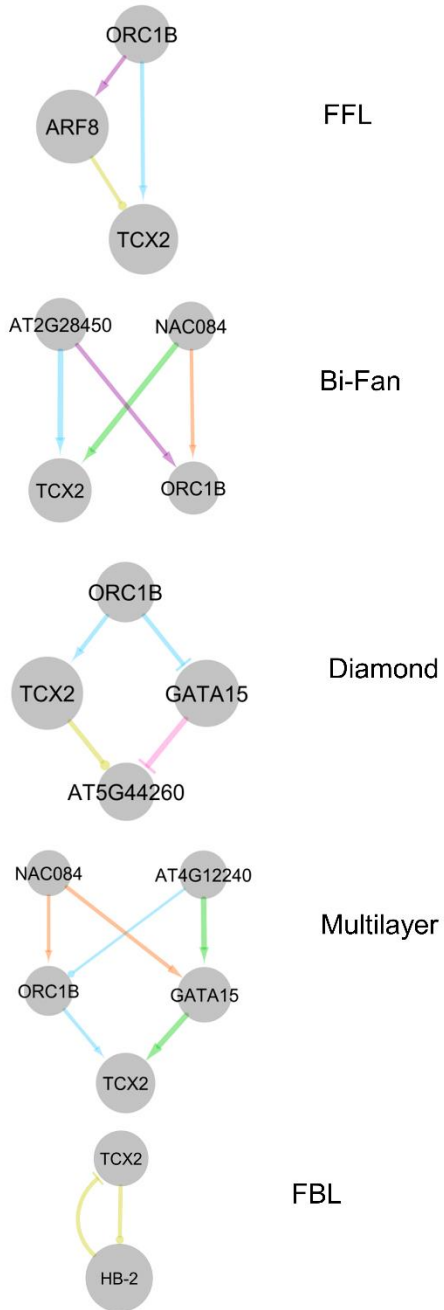 ORC1B
ARF8
FFL
TCX2
AT2G28450 NAC084
Bi-Fan
TCX2 ORC1B
ORC1B
Diamond
TCX2 GATA15
AT5G44260
NAC084 AT4G12240
Multilayer
ORC1B GATA15
TCX2
TCX2
FBL
HB-2